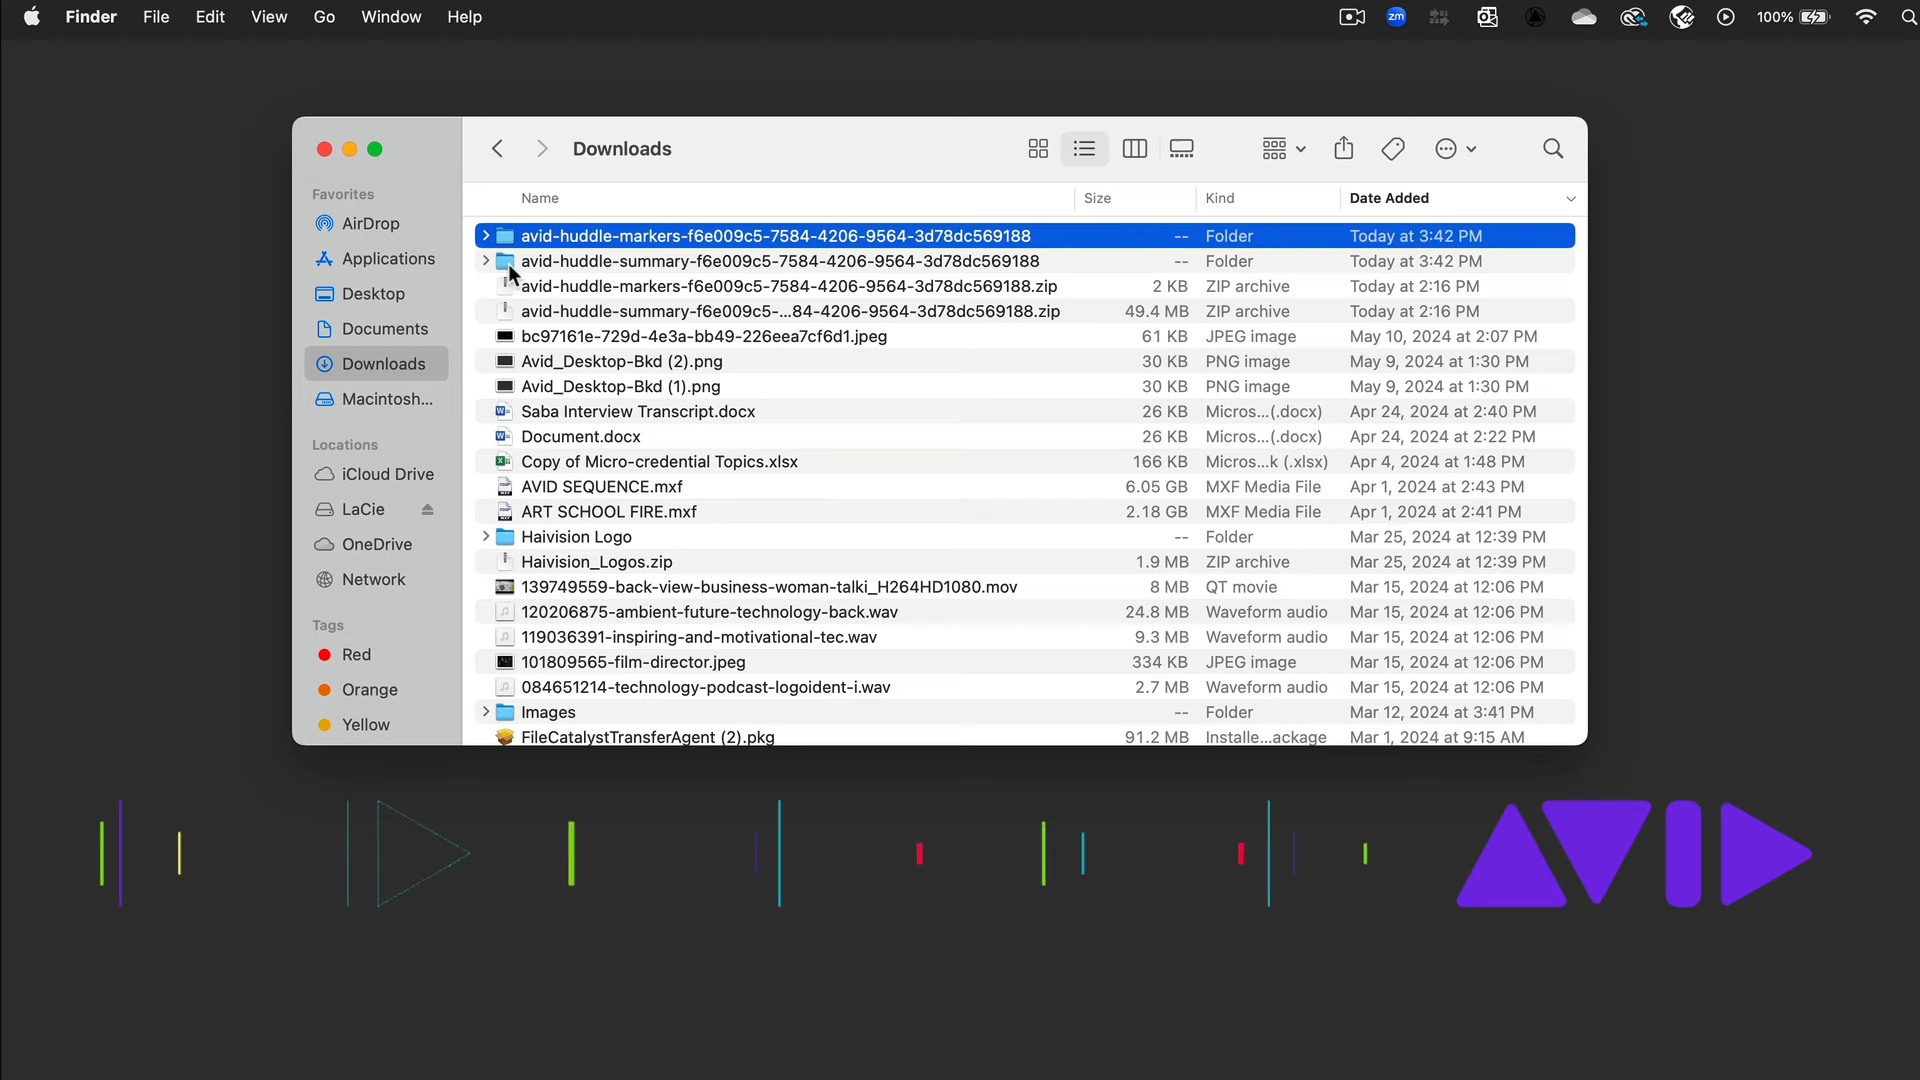 Finder File Edit View Go Window Help zm 100%
Downloads
Favorites
AirDrop
Applications
Desktop
Documents
Downloads
Macintosh...
Locations
iCloud Drive
LaCie
OneDrive
Network
Tags
Red
Orange
Yellow
Name Size Kind Date Added
avid-huddle-markers-f6e009c5-7584-4206-9564-3d78dc569188 -- Folder Today at 3:42 PM
avid-huddle-summary-f6e009c5-7584-4206-9564-3d78dc569188 -- Folder Today at 3:42 PM
avid-huddle-markers-f6e009c5-7584-4206-9564-3d78dc569188.zip 2 KB ZIP archive Today at 2:16 PM
avid-huddle-summary-f6e009c5-...84-4206-9564-3d78dc569188.zip 49.4 MB ZIP archive Today at 2:16 PM
bc97161e-729d-4e3a-bb49-226eea7cf6d1.jpeg 61 KB JPEG image May 10, 2024 at 2:07 PM
Avid_Desktop-Bkd (2).png 30 KB PNG image May 9, 2024 at 1:30 PM
Avid_Desktop-Bkd (1).png 30 KB PNG image May 9, 2024 at 1:30 PM
Saba Interview Transcript.docx 26 KB Micros...(.docx) Apr 24, 2024 at 2:40 PM
Document.docx 26 KB Micros...(.docx) Apr 24, 2024 at 2:22 PM
Copy of Micro-credential Topics.xlsx 166 KB Micros...k (.xlsx) Apr 4, 2024 at 1:48 PM
AVID SEQUENCE.mxf 6.05 GB MXF Media File Apr 1, 2024 at 2:43 PM
ART SCHOOL FIRE.mxf 2.18 GB MXF Media File Apr 1, 2024 at 2:41 PM
Haivision Logo -- Folder Mar 25, 2024 at 12:39 PM
Haivision_Logos.zip 1.9 MB ZIP archive Mar 25, 2024 at 12:39 PM
139749559-back-view-business-woman-talki_H264HD1080.mov 8 MB QT movie Mar 15, 2024 at 12:06 PM
120206875-ambient-future-technology-back.wav 24.8 MB Waveform audio Mar 15, 2024 at 12:06 PM
119036391-inspiring-and-motivational-tec.wav 9.3 MB Waveform audio Mar 15, 2024 at 12:06 PM
101809565-film-director.jpeg 334 KB JPEG image Mar 15, 2024 at 12:06 PM
084651214-technology-podcast-logoident-i.wav 2.7 MB Waveform audio Mar 15, 2024 at 12:06 PM
Images -- Folder Mar 12, 2024 at 3:41 PM
FileCatalystTransferAgent (2).pkg 91.2 MB Installe...ackage Mar 1, 2024 at 9:15 AM
AVID